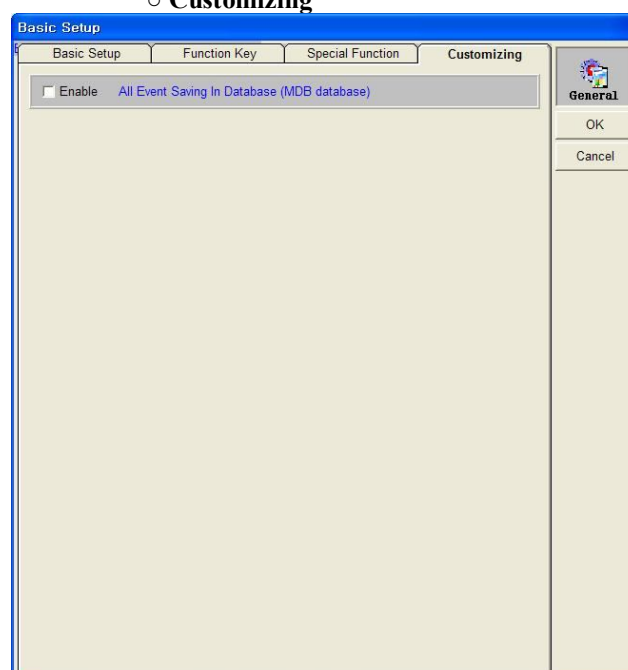 ○ Customizing
Basic Setup
Basic Setup Function Key Special Function Customizing
Enable All Event Saving In Database (MDB database)
General
OK
Cancel